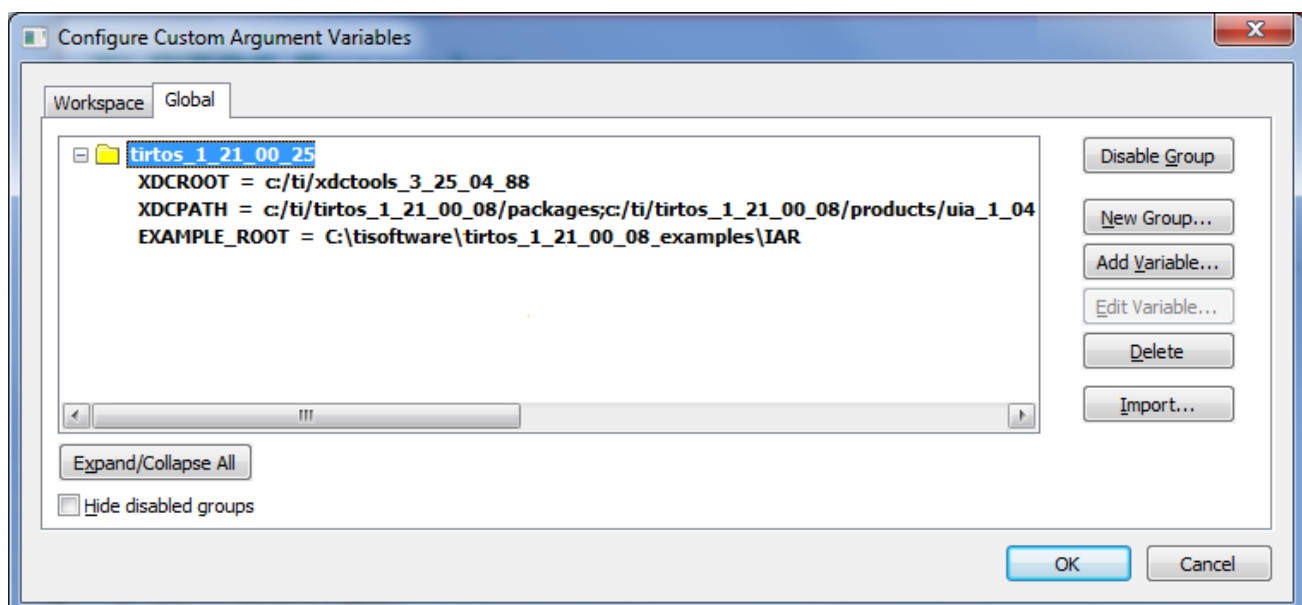 Configure Custom Argument Variables
Workspace Global
tirtos_1_21_00_25
XDCROOT = c:/ti/xdctools_3_25_04_88
XDCPATH = c:/ti/tirtos_1_21_00_08/packages;c:/ti/tirtos_1_21_00_08/products/uia_1_04
EXAMPLE_ROOT = C:\tisoftware\tirtos_1_21_00_08_examples\IAR
Disable Group
New Group...
Add Variable...
Edit Variable...
Delete
Import...
Expand/Collapse All
Hide disabled groups
OK Cancel